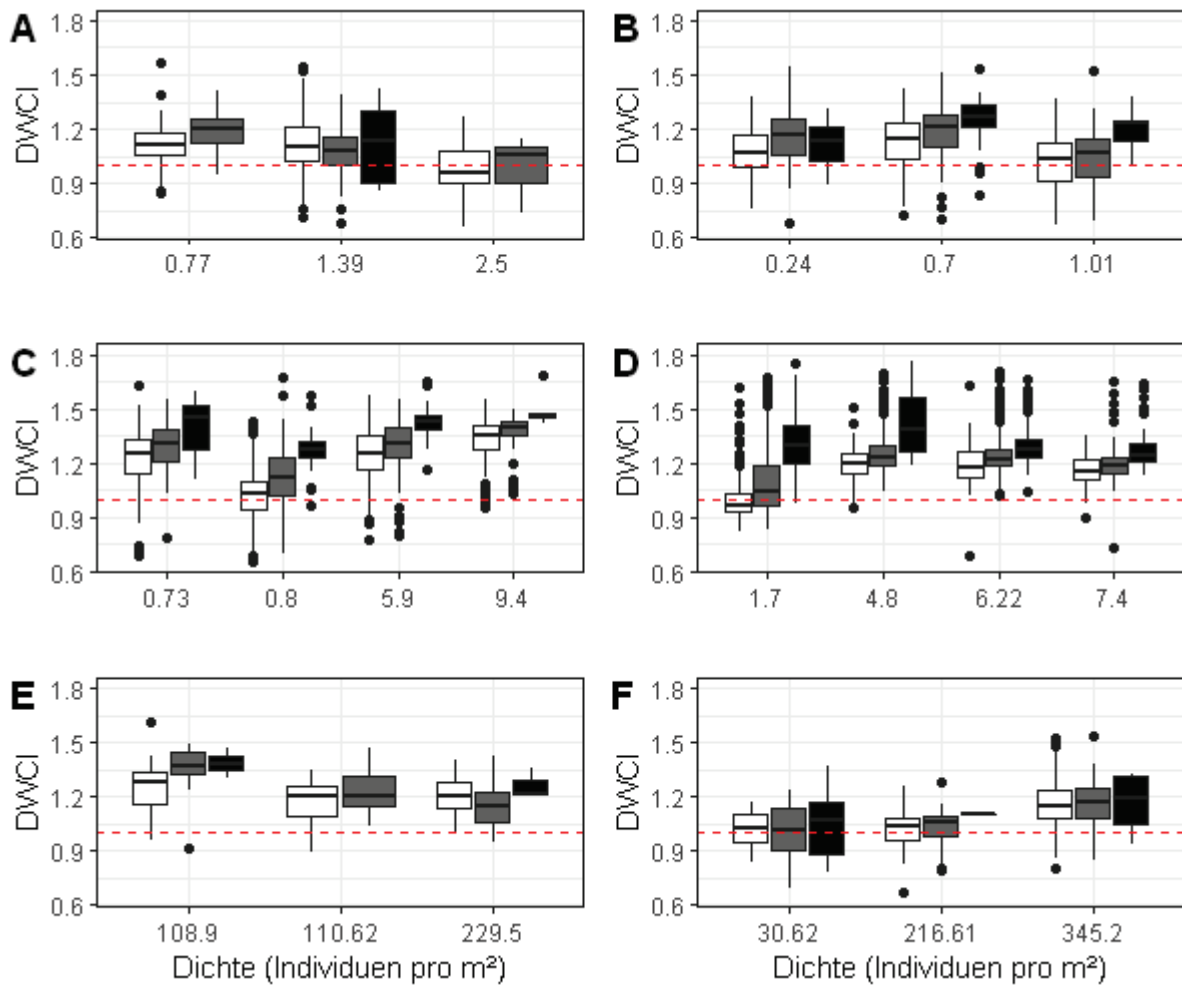 A
B
DWCI
1.8
1.5
1.2
0.9
0.6
0.77 1.39 2.5
DWCI
1.8
1.5
1.2
0.9
0.6
0.24 0.7 1.01
C
D
DWCI
1.8
1.5
1.2
0.9
0.6
0.73 0.8 5.9 9.4
DWCI
1.8
1.5
1.2
0.9
0.6
1.7 4.8 6.22 7.4
E
F
DWCI
1.8
1.5
1.2
0.9
0.6
108.9 110.62 229.5
Dichte (Individuen pro m²)
DWCI
1.8
1.5
1.2
0.9
0.6
30.62 216.61 345.2
Dichte (Individuen pro m²)